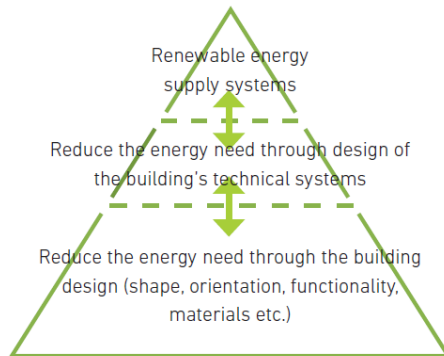 Renewable energy
supply systems
Reduce the energy need through design of
the building's technical systems
Reduce the energy need through the building
design (shape, orientation, functionality,
materials etc.)